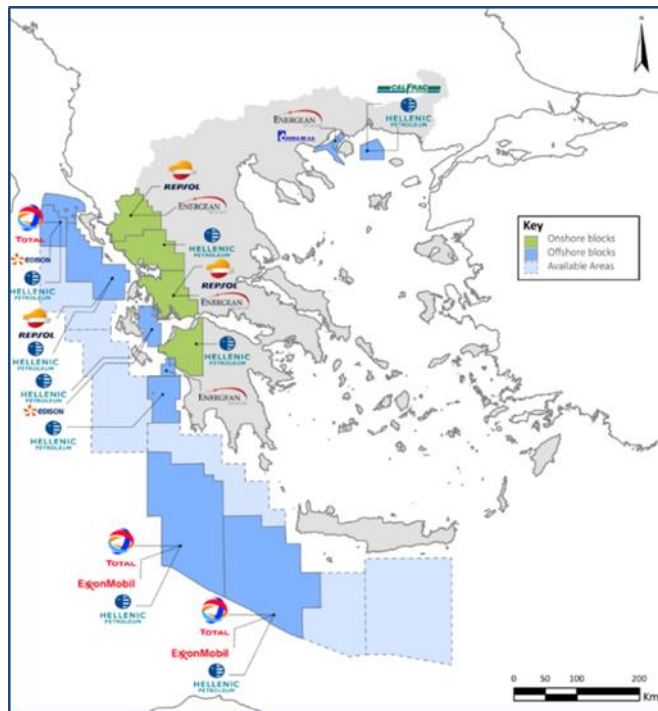 N
CALFRAC
HELLENIC
PETROLEUM
ENERGEAN
REPSOL
ENERGEAN
HELLENIC
PETROLEUM
TOTAL
EDISON
HELLENIC
PETROLEUM
REPSOL
ENERGEAN
REPSOL
HELLENIC
PETROLEUM
HELLENIC
PETROLEUM
EDISON
HELLENIC
PETROLEUM
HELLENIC
PETROLEUM
ENERGEAN
Key
Onshore blocks
Offshore blocks
Available Areas
TOTAL
ExxonMobil
HELLENIC
PETROLEUM
TOTAL
ExxonMobil
HELLENIC
PETROLEUM
0 50 100 200
Km